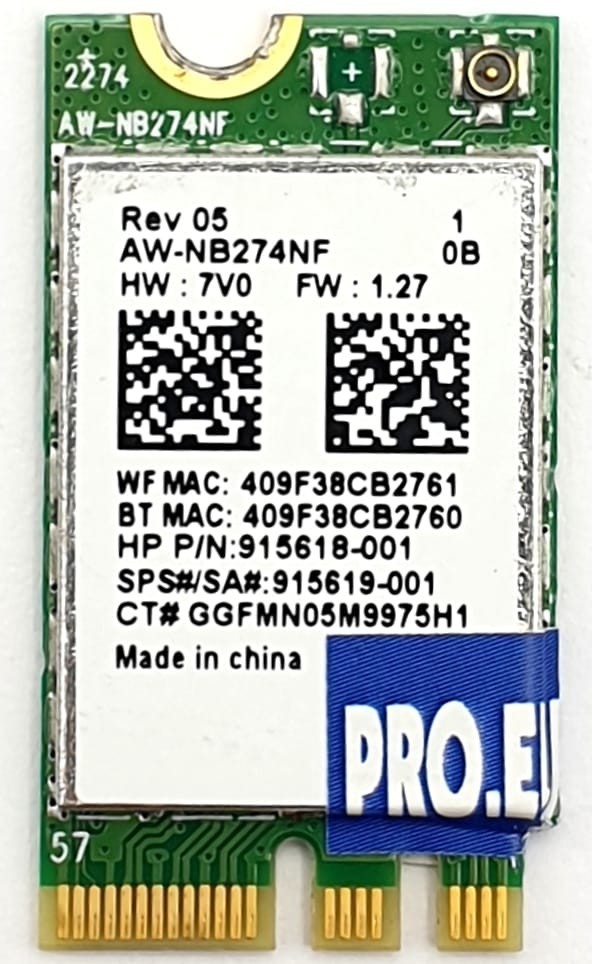 2274
AW-NB274NF
Rev 05 1
AW-NB274NF 0B
HW : 7V0 FW : 1.27
WF MAC: 409F38CB2761
BT MAC: 409F38CB2760
HP P/N:915618-001
SPS#/SA#:915619-001
CT# GGFMN05M9975H1
Made in china
PRO.EU
57